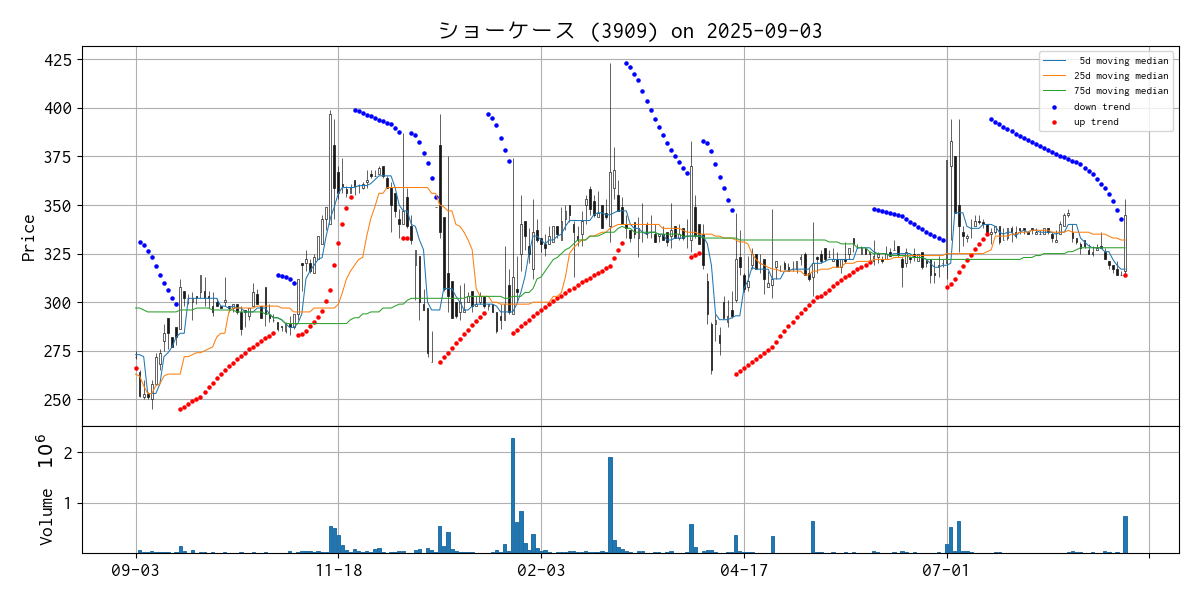 ショーケース (3909) on 2025-09-03
425
400
375
350
325
300
275
250
Price
5d moving median
25d moving median
75d moving median
down trend
up trend
2
1
Volume 10^6
09-03
11-18
02-03
04-17
07-01